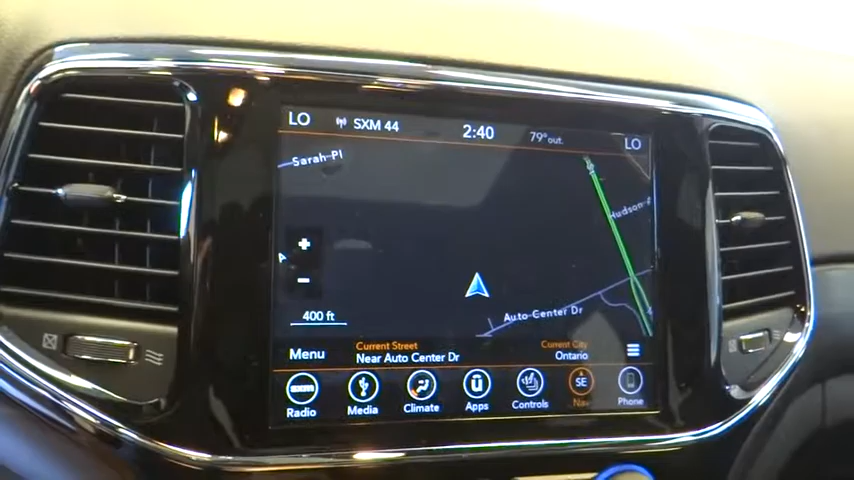 LO SXM 44 2:40 79° out. LO
Sarah Pl
Hudson A
400 ft
Auto Center Dr
Menu
Current Street
Near Auto Center Dr
Current City
Ontario
SXM
SE
Radio Media Climate Apps Controls Nav Phone